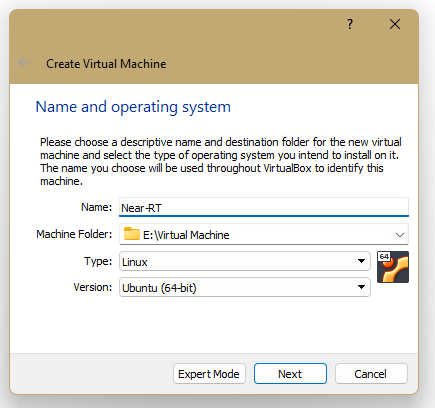 ?
Create Virtual Machine
Name and operating system
Please choose a descriptive name and destination folder for the new virtual
machine and select the type of operating system you intend to install on it.
The name you choose will be used throughout VirtualBox to identify this
machine.
Name: Near-RT
Machine Folder: E:\Virtual Machine
Type: Linux
64
Version: Ubuntu (64-bit)
Expert Mode Next Cancel